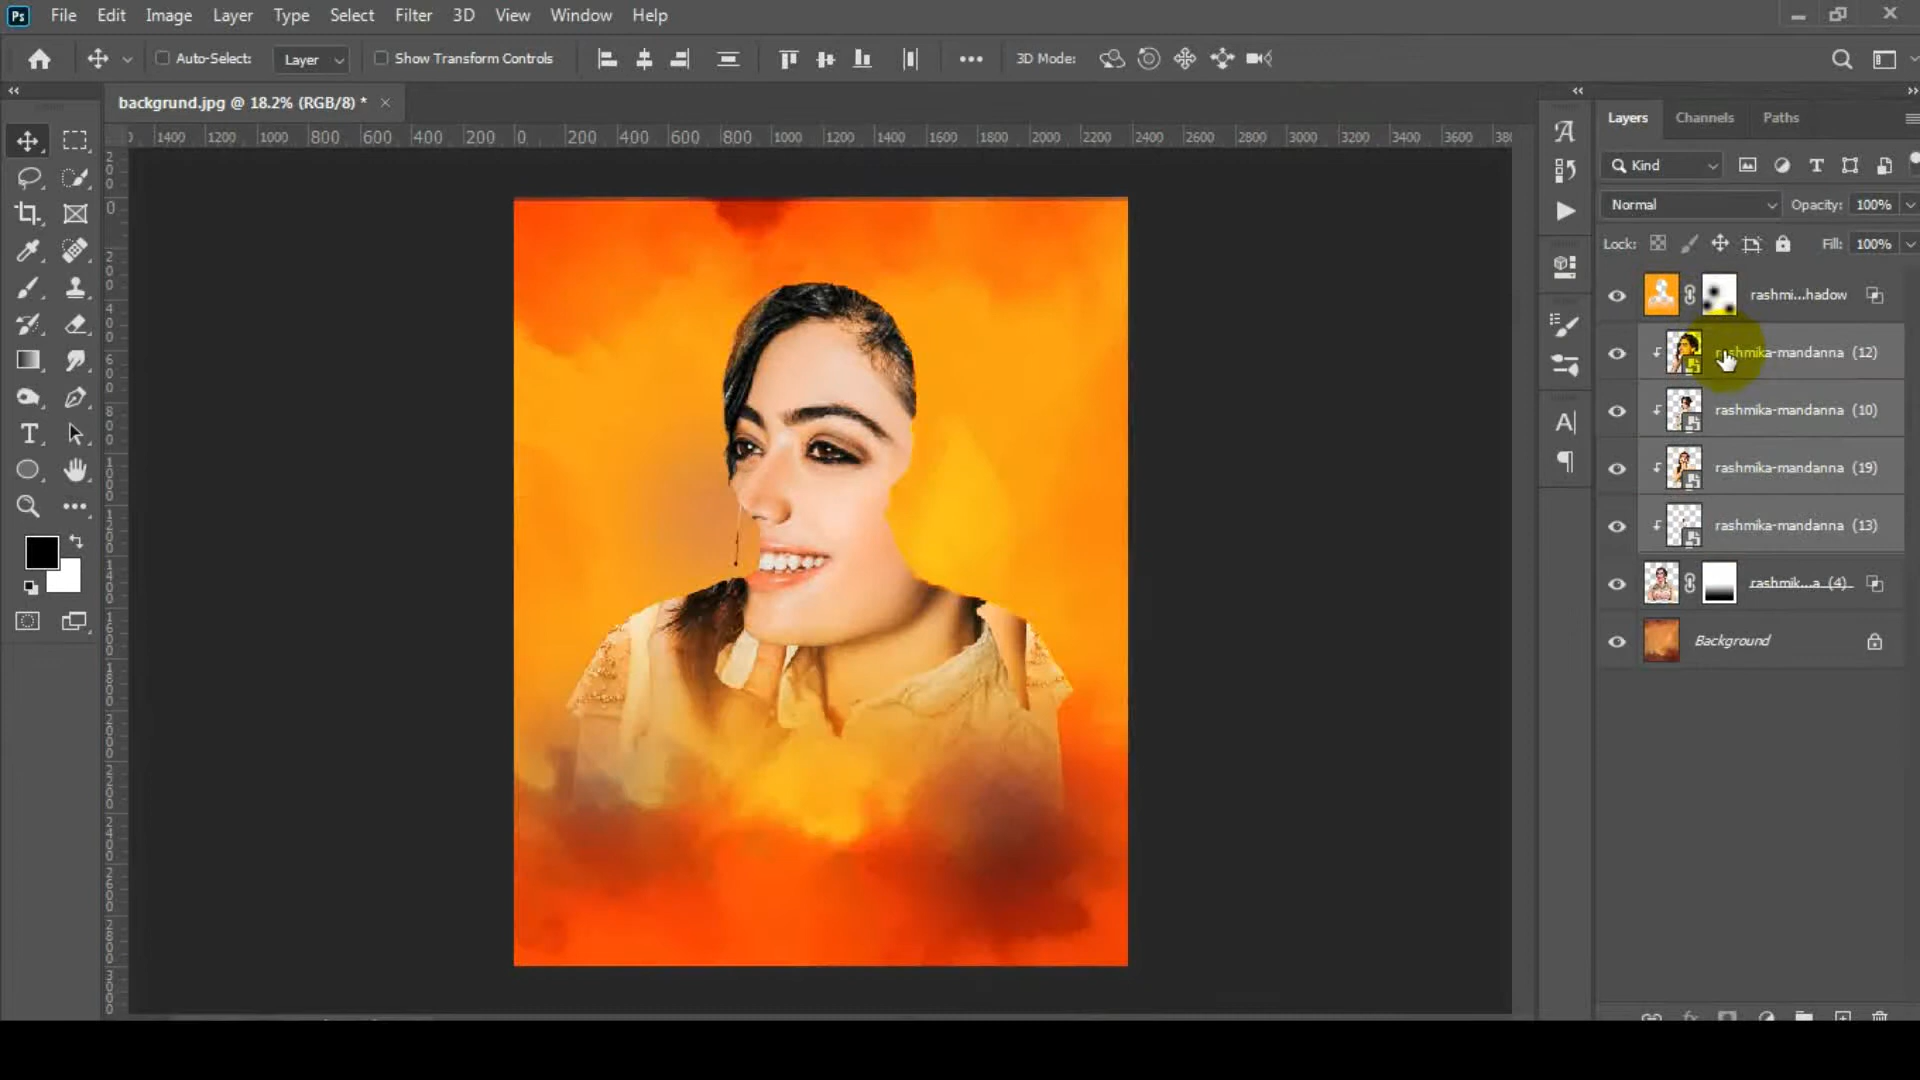 Ps File Edit Image Layer Type Select Filter 3D View Window Help
Auto-Select: Layer Show Transform Controls 3D Mode:
backgrund.jpg @ 18.2% (RGB/8) *
1400 1200 1000 800 600 400 200 0 200 400 600 800 1000 1200 1400 1600 1800 2000 2200 2400 2600 2800 3000 3200 3400 3600
Layers Channels Paths
Kind
Normal Opacity: 100%
Lock: Fill: 100%
rashmi...hadow
rashmika-mandanna (12)
rashmika-mandanna (10)
rashmika-mandanna (19)
rashmika-mandanna (13)
rashmik...a (4)
Background